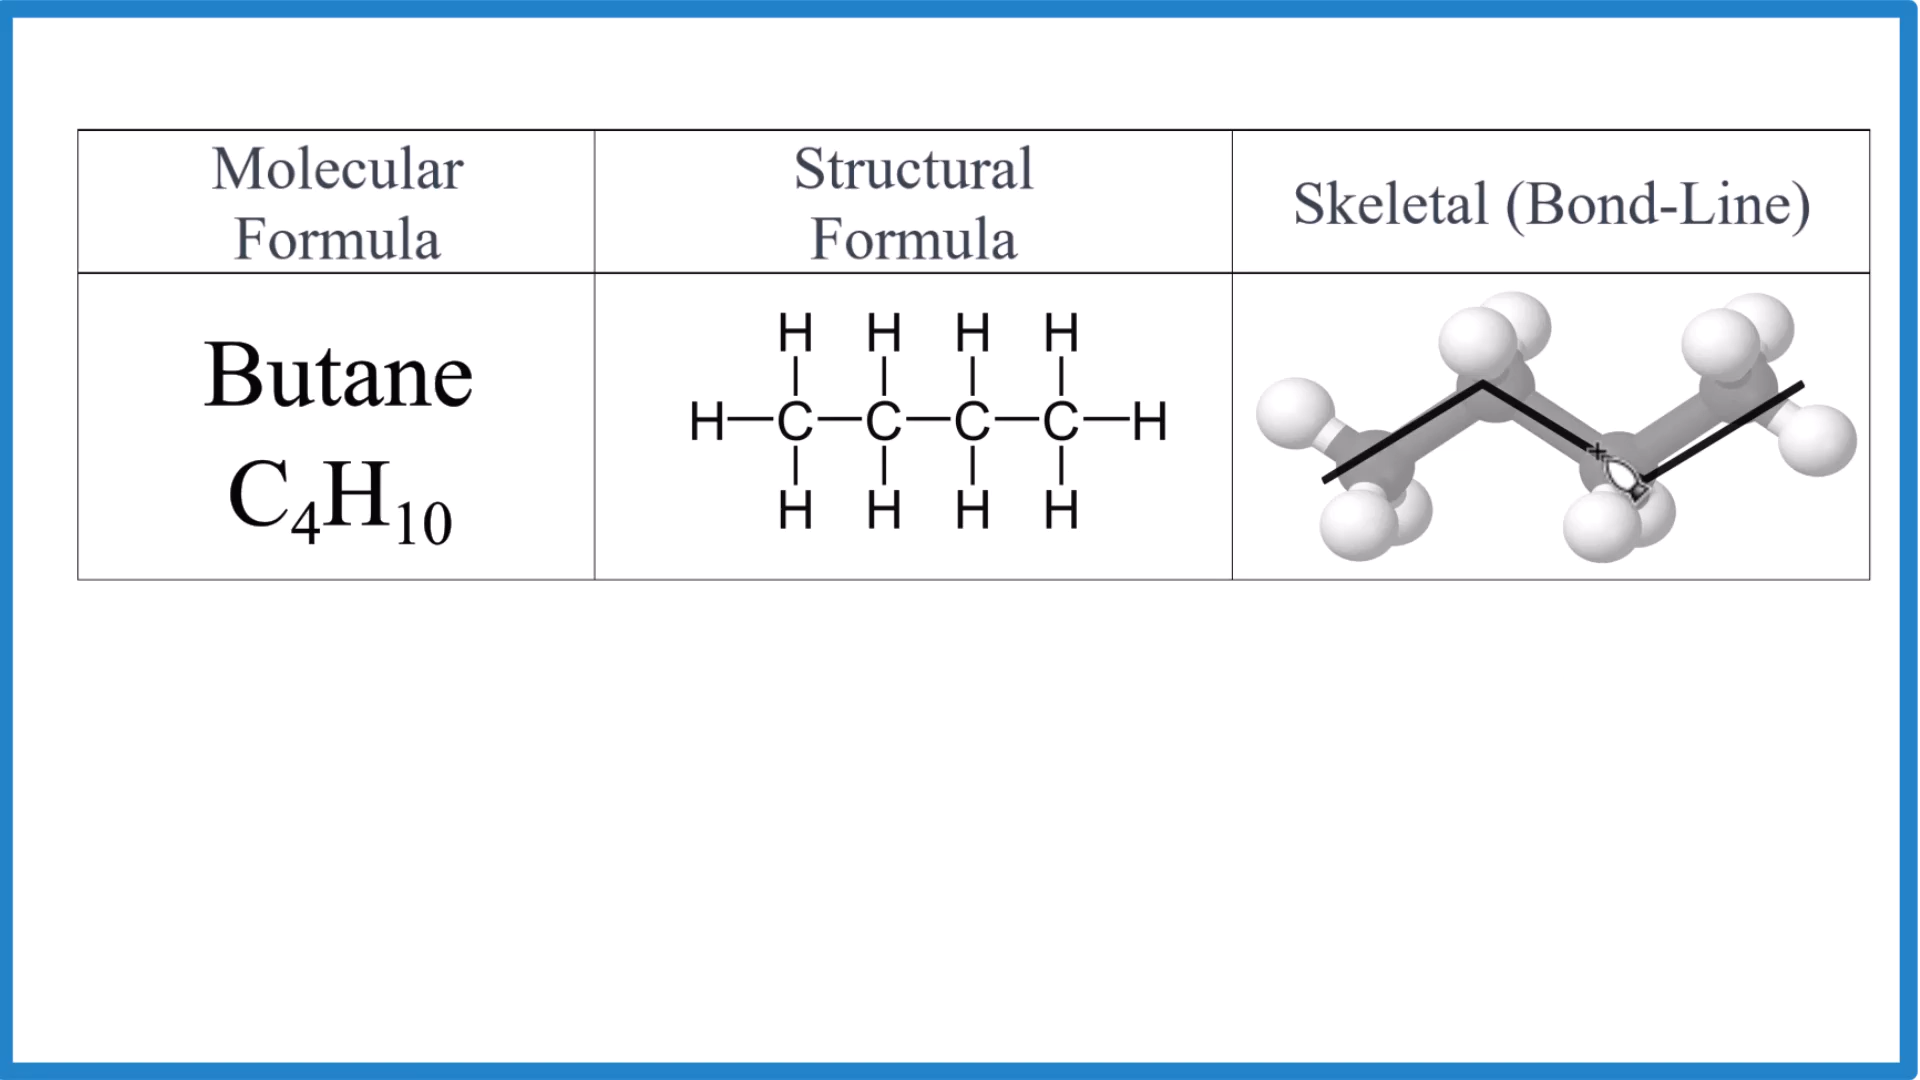 Molecular
Formula
Structural
Formula
Skeletal (Bond-Line)
Butane
C₄H₁₀
H H H H
H—C—C—C—C—H
H H H H